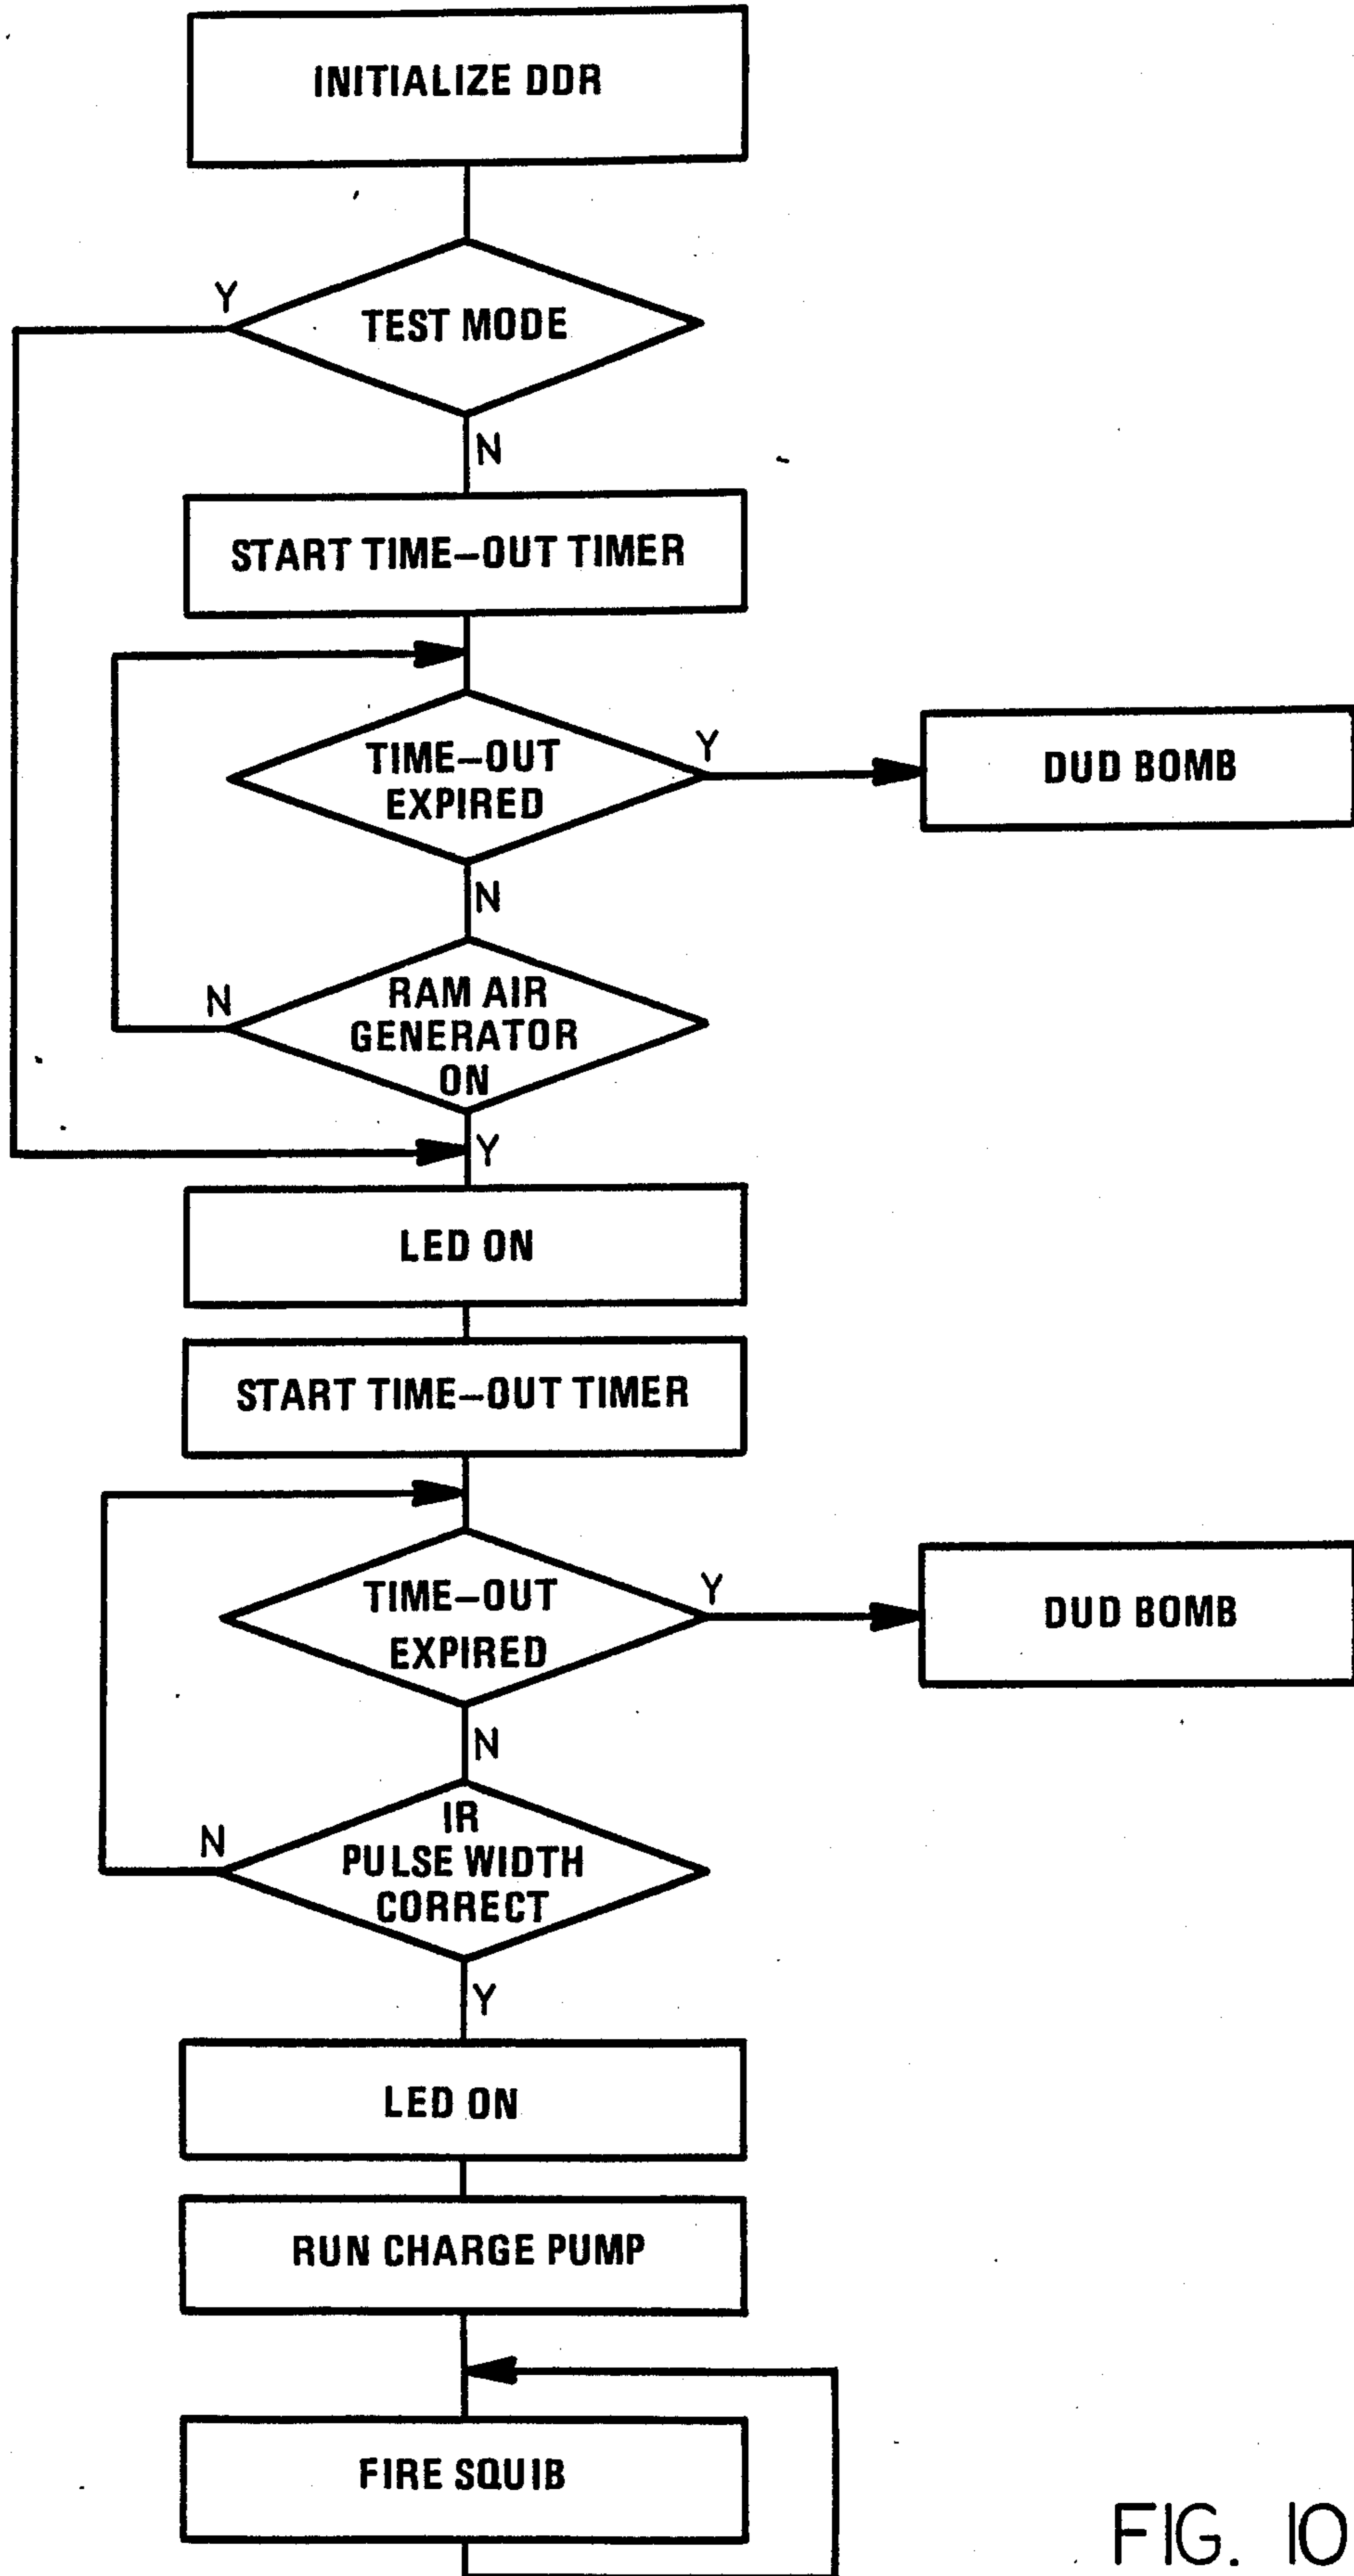 INITIALIZE DDR
Y
TEST MODE
N
START TIME–OUT TIMER
TIME–OUT
EXPIRED
Y
DUD BOMB
N
N
RAM AIR
GENERATOR
ON
Y
LED ON
START TIME–OUT TIMER
TIME–OUT
EXPIRED
Y
DUD BOMB
N
N
IR
PULSE WIDTH
CORRECT
Y
LED ON
RUN CHARGE PUMP
FIRE SQUIB
FIG. 10